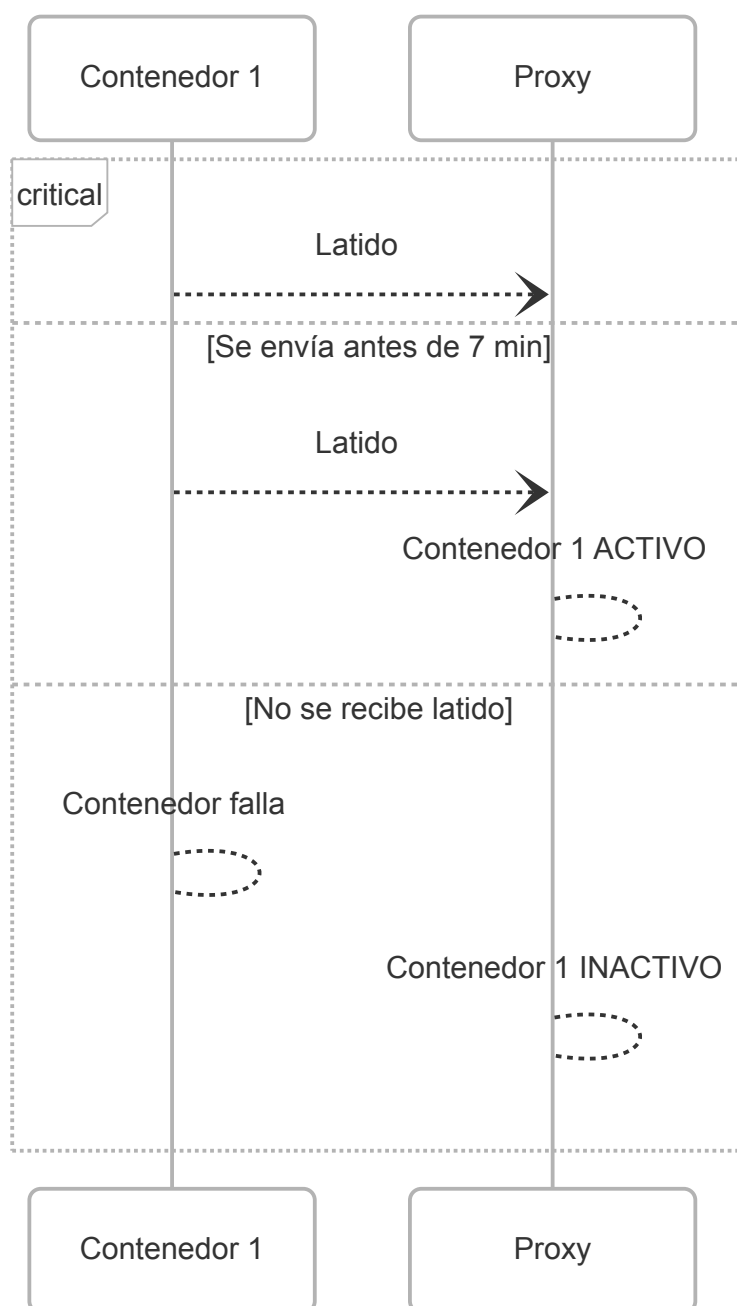 Contenedor 1
Proxy
critical
Latido
[Se envía antes de 7 min]
Latido
Contenedor 1 ACTIVO
[No se recibe latido]
Contenedor falla
Contenedor 1 INACTIVO
Contenedor 1
Proxy